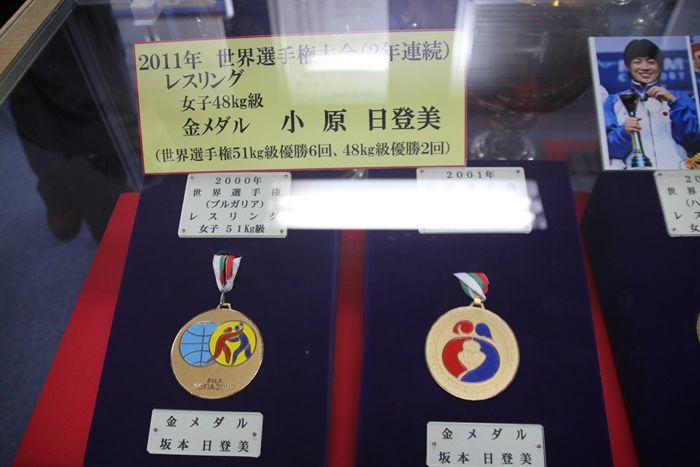 2011年 世界選手権大会(2年連続)
レスリング
女子48kg級
金メダル 小原 日登美
(世界選手権51kg級優勝6回、48kg級優勝2回)
2000年
世界選手権
(ブルガリア)
レスリング
女子 51Kg級
2001年
FILA
SOFIA 2000
金メダル
坂本 日登美
金メダル
坂本 日登美